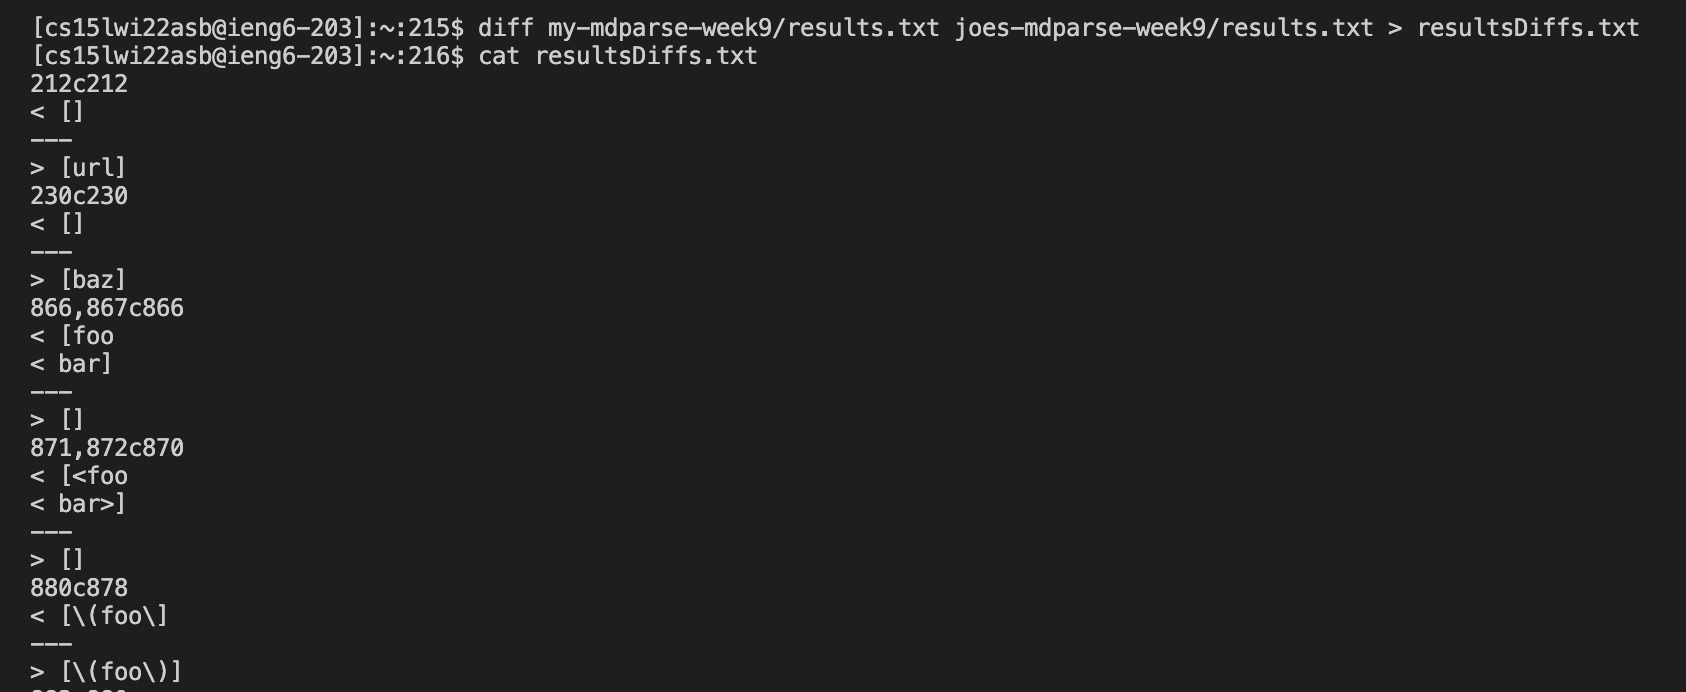 [cs15lwi22asb@ieng6-203]:~:215$ diff my-mdparse-week9/results.txt joes-mdparse-week9/results.txt > resultsDiffs.txt
[cs15lwi22asb@ieng6-203]:~:216$ cat resultsDiffs.txt
212c212
< []
---
> [url]
230c230
< []
---
> [baz]
866,867c866
< [foo
< bar]
---
> []
871,872c870
< [<foo
< bar>]
---
> []
880c878
< [\(foo\]
---
> [\(foo\)]